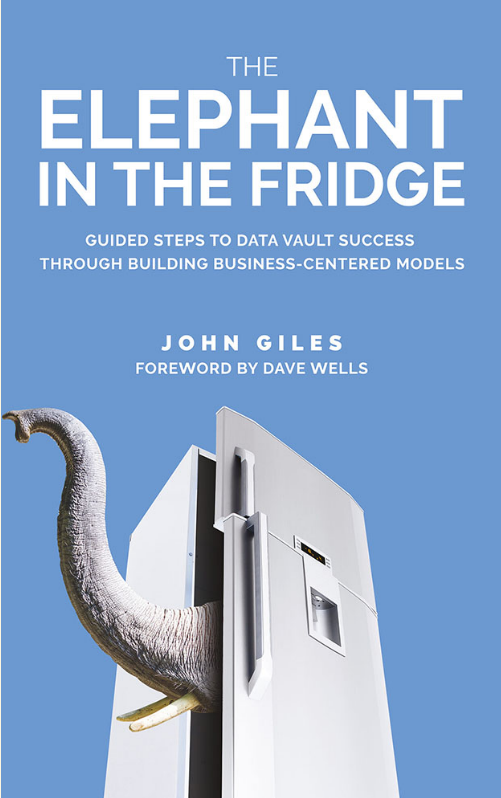 THE
ELEPHANT
IN THE FRIDGE
GUIDED STEPS TO DATA VAULT SUCCESS
THROUGH BUILDING BUSINESS-CENTERED MODELS
JOHN GILES
FOREWORD BY DAVE WELLS